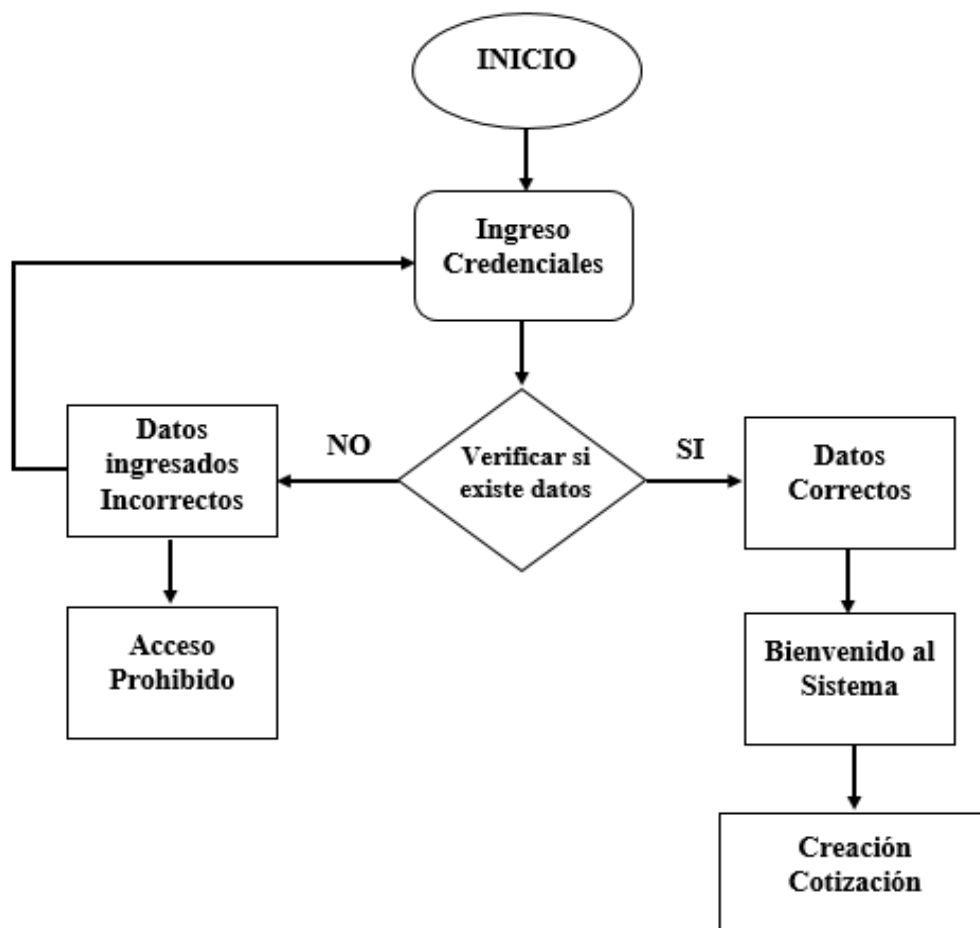 INICIO
Ingreso
Credenciales
Datos
ingresados
Incorrectos
NO
Verificar si
existe datos
SI
Datos
Correctos
Acceso
Prohibido
Bienvenido al
Sistema
Creación
Cotización